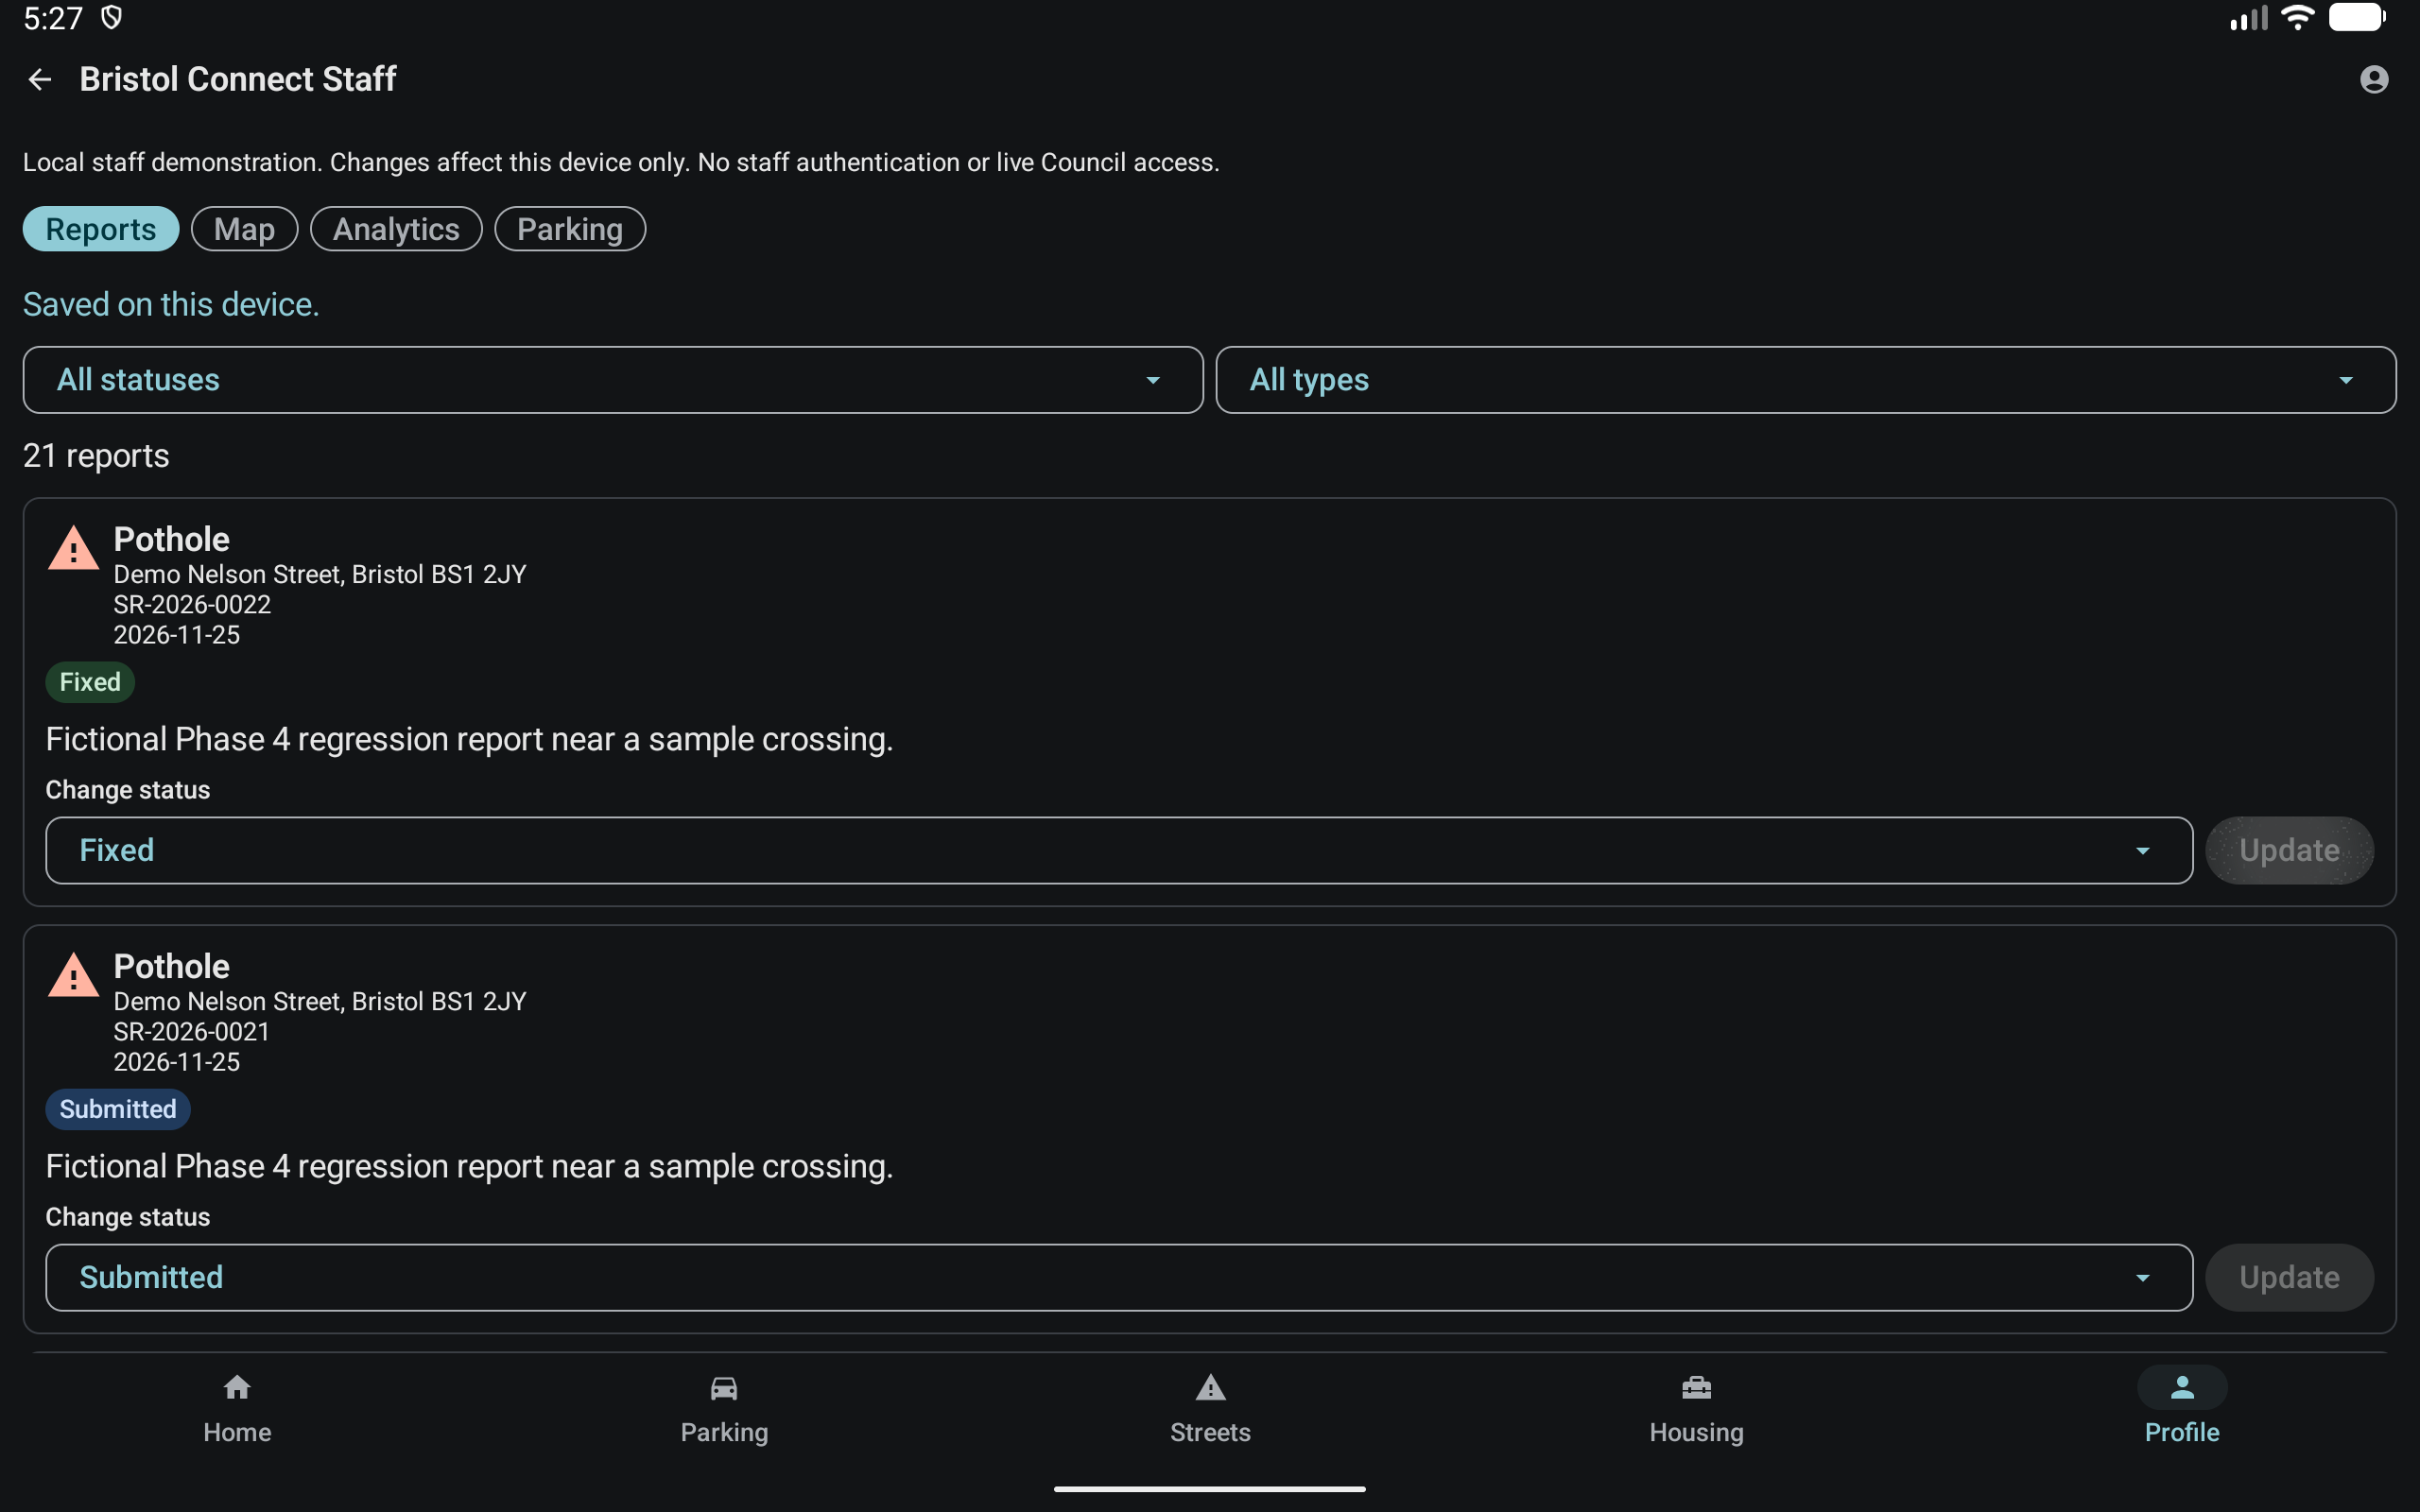 5:27
Bristol Connect Staff
Local staff demonstration. Changes affect this device only. No staff authentication or live Council access.
Reports Map Analytics Parking
Saved on this device.
All statuses All types
21 reports
Pothole
Demo Nelson Street, Bristol BS1 2JY
SR-2026-0022
2026-11-25
Fixed
Fictional Phase 4 regression report near a sample crossing.
Change status
Fixed Update
Pothole
Demo Nelson Street, Bristol BS1 2JY
SR-2026-0021
2026-11-25
Submitted
Fictional Phase 4 regression report near a sample crossing.
Change status
Submitted Update
Home Parking Streets Housing Profile